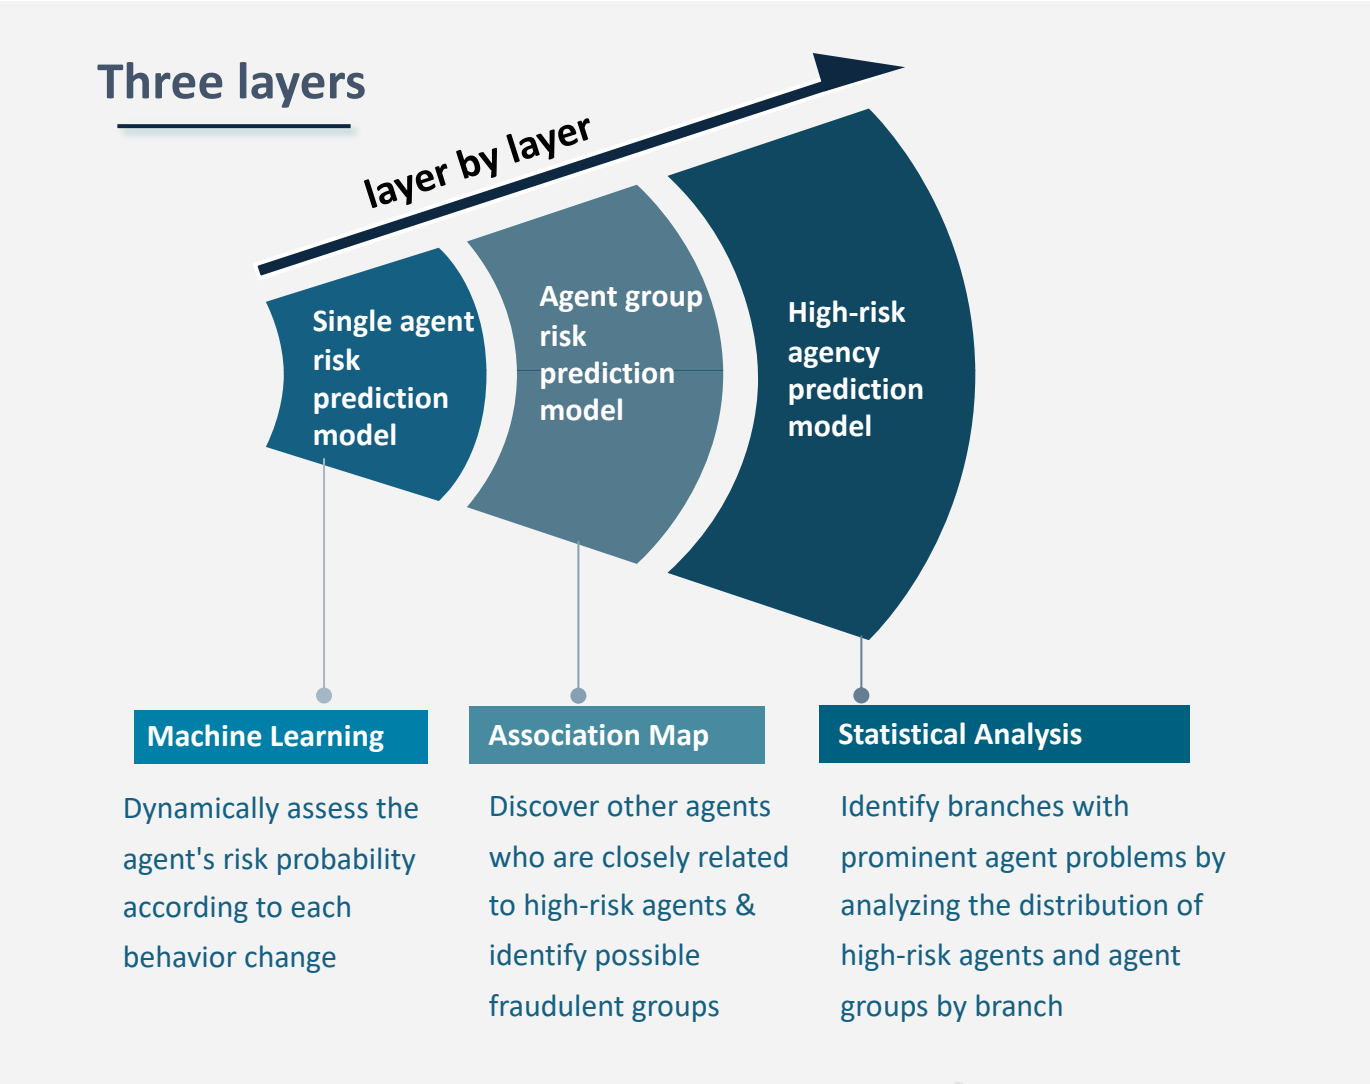 Three layers
layer by layer
Single agent
risk
prediction
model
Agent group
risk
prediction
model
High-risk
agency
prediction
model
Machine Learning
Dynamically assess the
agent's risk probability
according to each
behavior change
Association Map
Discover other agents
who are closely related
to high-risk agents &
identify possible
fraudulent groups
Statistical Analysis
Identify branches with
prominent agent problems by
analyzing the distribution of
high-risk agents and agent
groups by branch